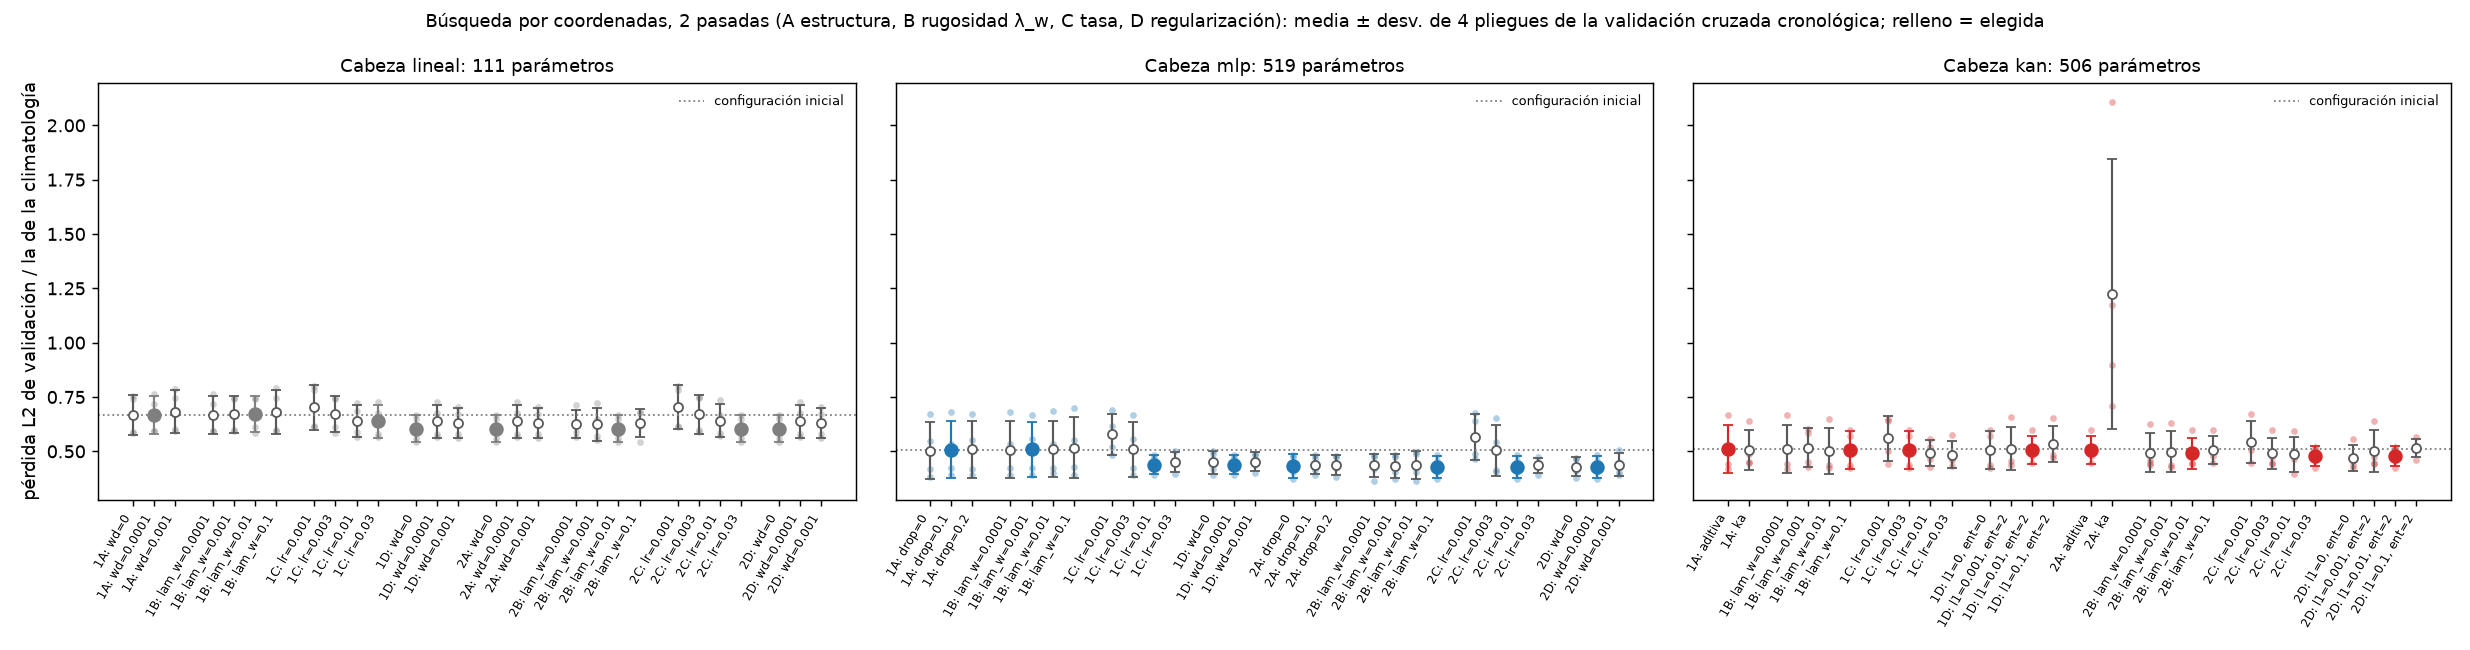 Búsqueda por coordenadas, 2 pasadas (A estructura, B rugosidad λ_w, C tasa, D regularización): media ± desv. de 4 pliegues de la validación cruzada cronológica; relleno = elegida
Cabeza lineal: 111 parámetros
Cabeza mlp: 519 parámetros
Cabeza kan: 506 parámetros
pérdida L2 de validación / la de la climatología
configuración inicial
configuración inicial
configuración inicial
2.00
1.75
1.50
1.25
1.00
0.75
0.50
1A: wd=0
1A: wd=0.0001
1A: wd=0.001
1B: lam_w=0.0001
1B: lam_w=0.001
1B: lam_w=0.01
1B: lam_w=0.1
1C: lr=0.001
1C: lr=0.003
1C: lr=0.01
1C: lr=0.03
1D: wd=0
1D: wd=0.0001
1D: wd=0.001
2A: wd=0
2A: wd=0.0001
2A: wd=0.001
2B: lam_w=0.0001
2B: lam_w=0.001
2B: lam_w=0.01
2B: lam_w=0.1
2C: lr=0.001
2C: lr=0.003
2C: lr=0.01
2C: lr=0.03
2D: wd=0
2D: wd=0.0001
2D: wd=0.001
1A: drop=0
1A: drop=0.1
1A: drop=0.2
1B: lam_w=0.0001
1B: lam_w=0.001
1B: lam_w=0.01
1B: lam_w=0.1
1C: lr=0.001
1C: lr=0.003
1C: lr=0.01
1C: lr=0.03
1D: wd=0
1D: wd=0.0001
1D: wd=0.001
2A: drop=0
2A: drop=0.1
2A: drop=0.2
2B: lam_w=0.0001
2B: lam_w=0.001
2B: lam_w=0.01
2B: lam_w=0.1
2C: lr=0.001
2C: lr=0.003
2C: lr=0.01
2C: lr=0.03
2D: wd=0
2D: wd=0.0001
2D: wd=0.001
1A: aditiva
1A: ka
1B: lam_w=0.0001
1B: lam_w=0.001
1B: lam_w=0.01
1B: lam_w=0.1
1C: lr=0.001
1C: lr=0.003
1C: lr=0.01
1C: lr=0.03
1D: l1=0, ent=0
1D: l1=0.001, ent=2
1D: l1=0.01, ent=2
1D: l1=0.1, ent=2
2A: aditiva
2A: ka
2B: lam_w=0.0001
2B: lam_w=0.001
2B: lam_w=0.01
2B: lam_w=0.1
2C: lr=0.001
2C: lr=0.003
2C: lr=0.01
2C: lr=0.03
2D: l1=0, ent=0
2D: l1=0.001, ent=2
2D: l1=0.01, ent=2
2D: l1=0.1, ent=2